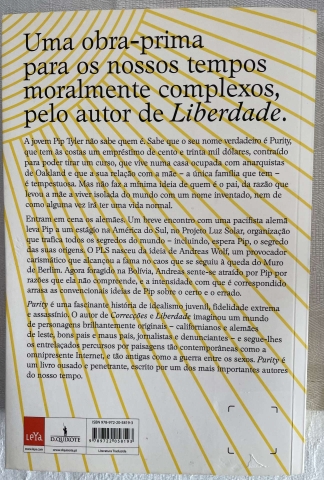 Uma obra-prima
para os nossos tempos
moralmente complexos,
pelo autor de Liberdade.
A jovem Pip Tyler não sabe quem é. Sabe que o seu nome verdadeiro é Purity,
que tem às costas um empréstimo de cento e trinta mil dólares, contraído
para poder tirar um curso, que vive numa casa ocupada com anarquistas
de Oakland e que a sua relação com a mãe – a única família que tem –
é tempestuosa. Mas não faz a mínima ideia de quem é o pai, da razão que
levou a mãe a viver isolada do mundo com um nome inventado, nem de
como alguma vez irá ter uma vida normal.
Entram em cena os alemães. Um breve encontro com uma pacifista alemã
leva Pip a um estágio na América do Sul, no Projeto Luz Solar, organização
que trafica todos os segredos do mundo – incluindo, espera Pip, o segredo
das suas origens. O PLS nasceu da ideia de Andreas Wolf, um provocador
carismático que alcançou a fama no caos que se seguiu à queda do Muro
de Berlim. Agora foragido na Bolívia, Andreas sente-se atraído por Pip por
razões que ela não compreende, e a intensidade com que é correspondido
arrasa as convencionais ideias de Pip sobre o certo e o errado.
Purity é uma fascinante história de idealismo juvenil, fidelidade extrema
e assassínio. O autor de Correcções e Liberdade imaginou um mundo
de personagens brilhantemente originais – californianos e alemães
de leste, bons pais e maus pais, jornalistas e denunciantes – e segue-lhes
os entrelaçados percursos por paisagens tão contemporâneas como a
omnipresente Internet, e tão antigas como a guerra entre os sexos. Purity é
um livro ousado e penetrante, escrito por um dos mais importantes autores
do nosso tempo.
LEYA
DOM QUIXOTE
www.leya.com
www.dquixote.pt
Literatura Traduzida